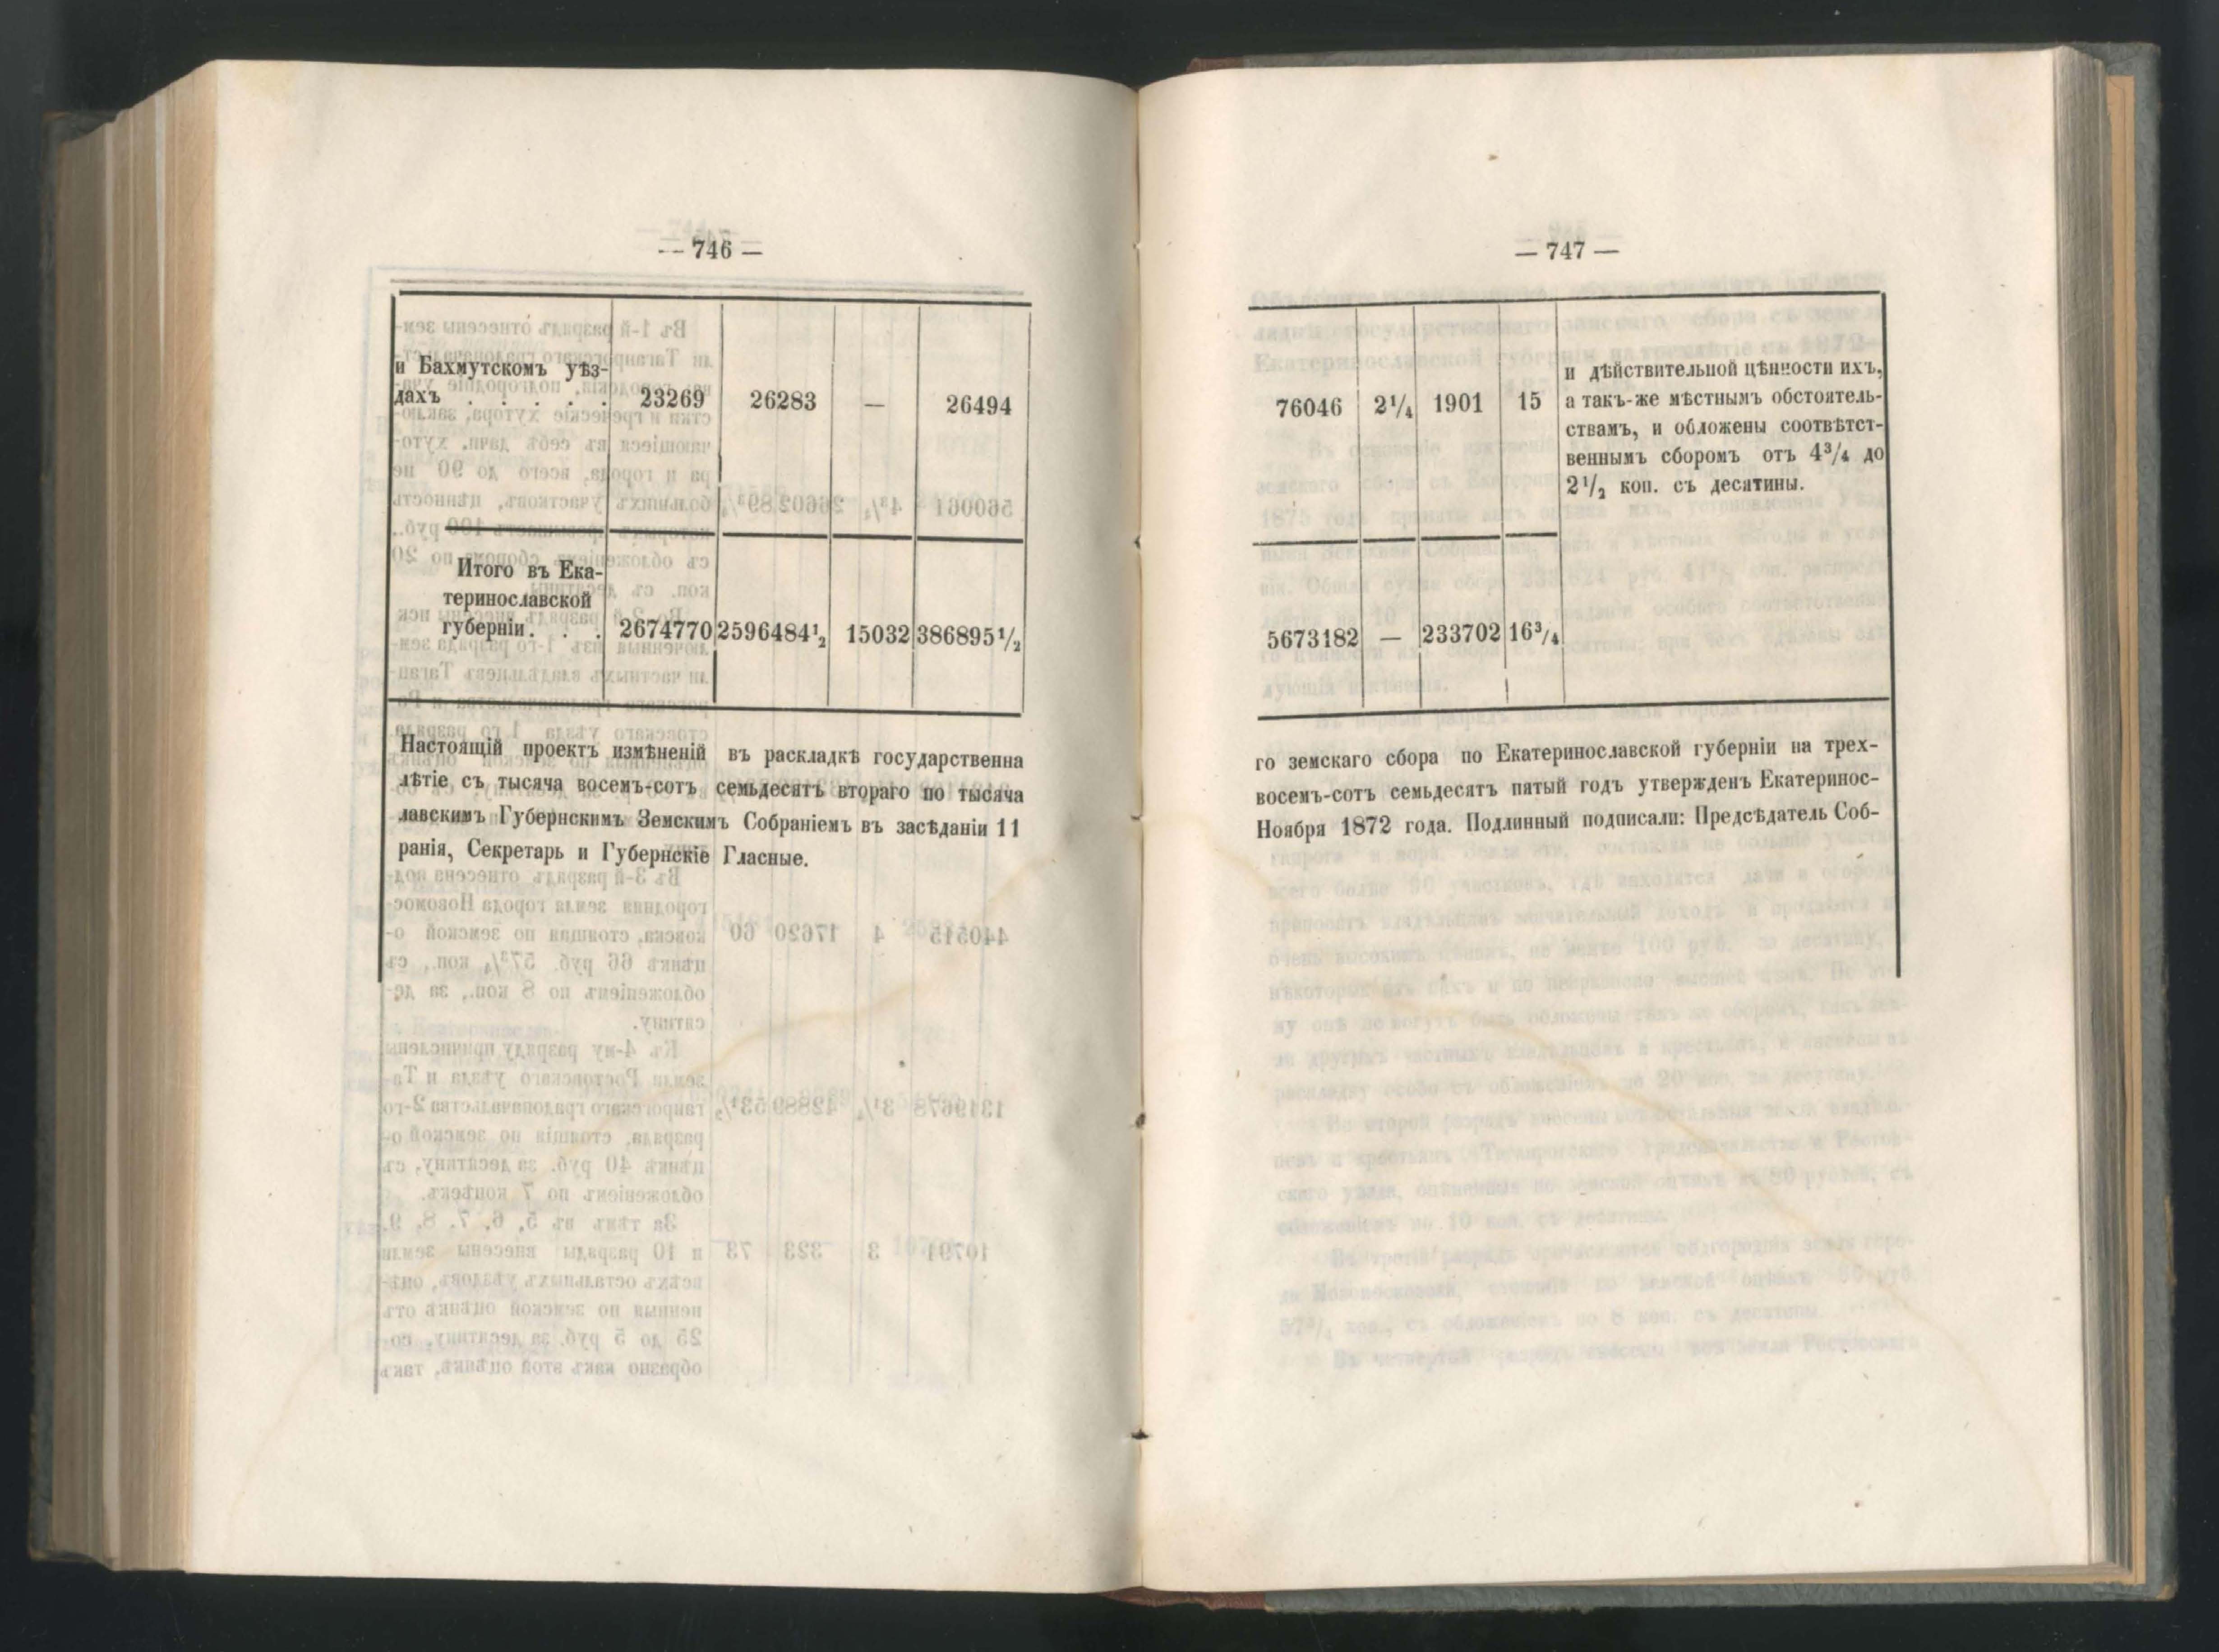 -- 746 —
и Бахмутскомъ уѣз-
дахъ . . . . . 23269 26283 — 26494
Итого въ Ека-
теринославской
губерніи. . . 2674770 2596484½ 15032 386895½
Настоящій проектъ измѣненій въ раскладкѣ государственна
лѣтіе съ тысяча восемь-сотъ семьдесятъ втораго по тысяча
лавскимъ Губернскимъ Земскимъ Собраніемъ въ засѣданіи 11
ранія, Секретарь и Губернскіе Гласные.
— 747 —
и дѣйствительной цѣнности ихъ,
76046 2¼ 1901 15 а такъ-же мѣстнымъ обстоятель-
ствамъ, и обложены соотвѣтст-
веннымъ сборомъ отъ 4¾ до
2½ коп. съ десятины.
5673182 — 233702 16¾
го земскаго сбора по Екатеринославской губерніи на трех-
восемь-сотъ семьдесятъ пятый годъ утвержденъ Екатеринос-
Ноября 1872 года. Подлинный подписали: Предсѣдатель Соб-